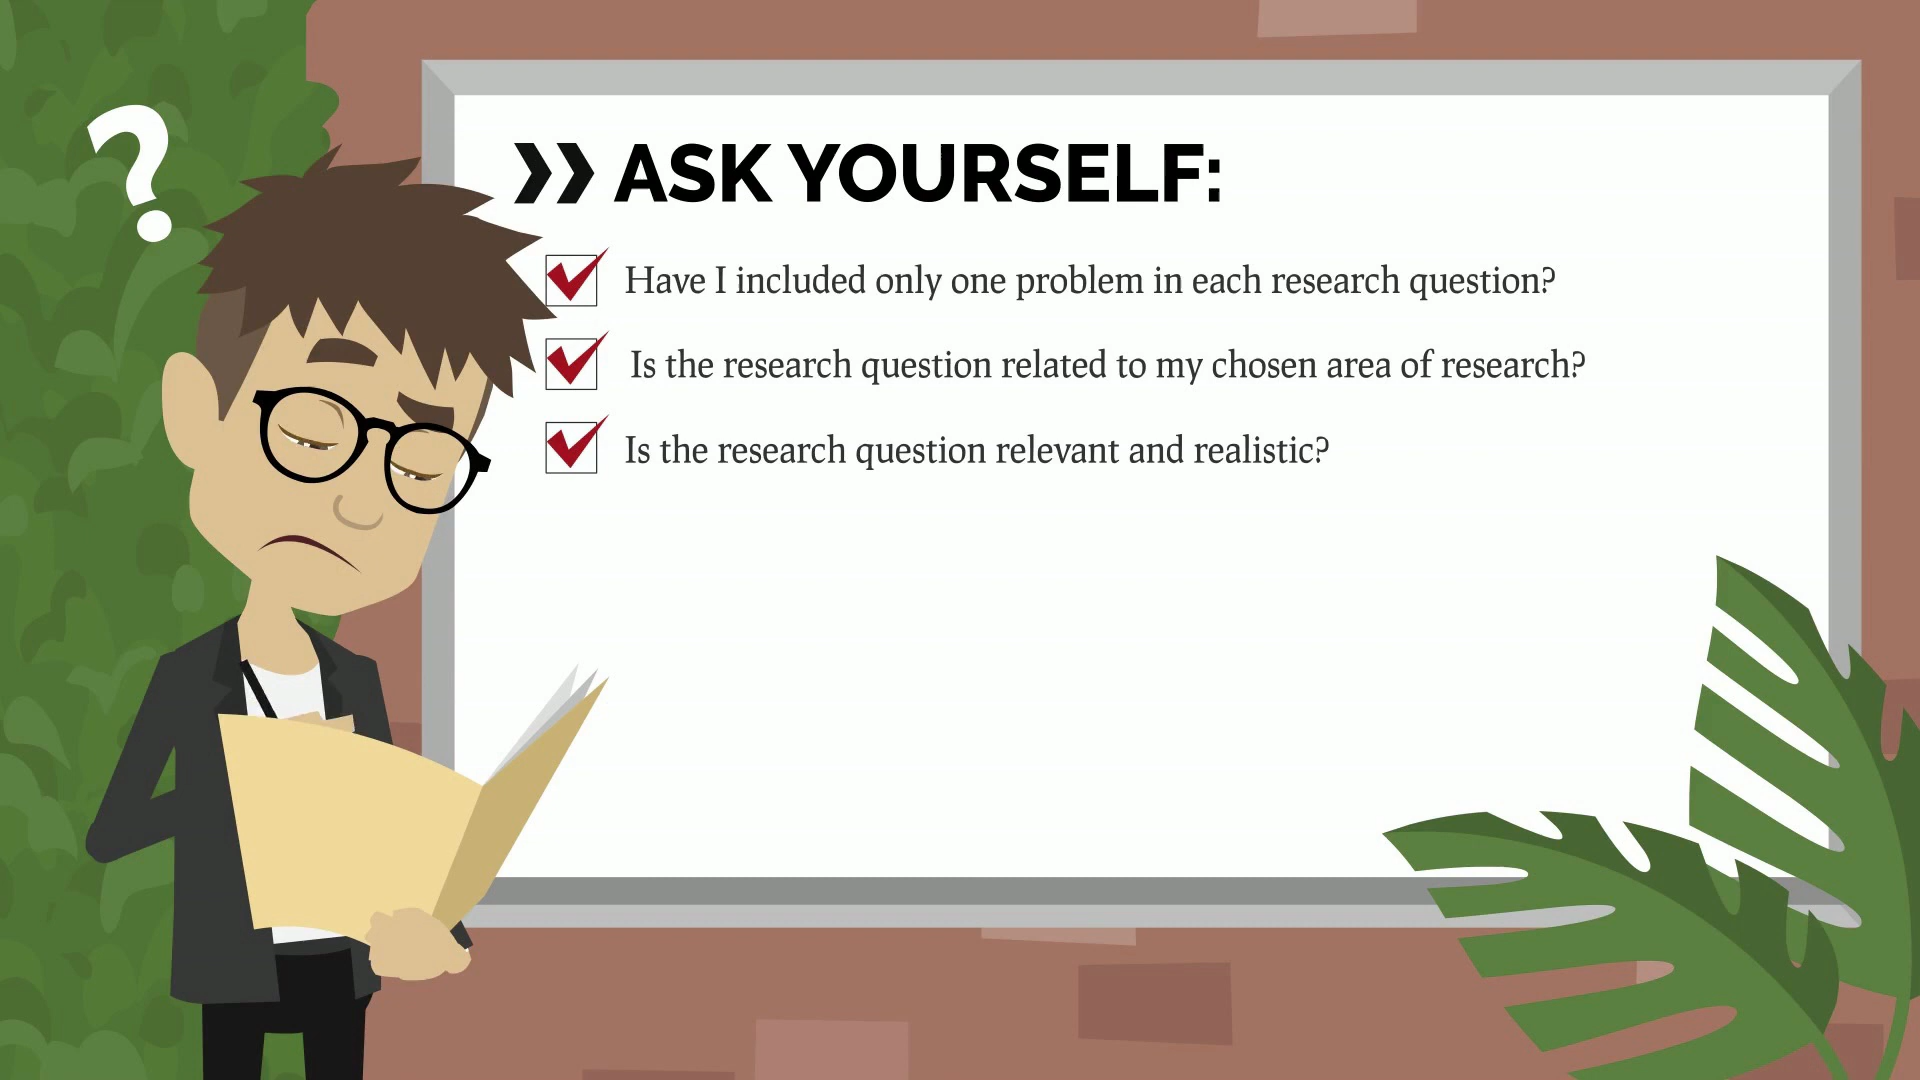 ?
ASK YOURSELF:
Have I included only one problem in each research question?
Is the research question related to my chosen area of research?
Is the research question relevant and realistic?